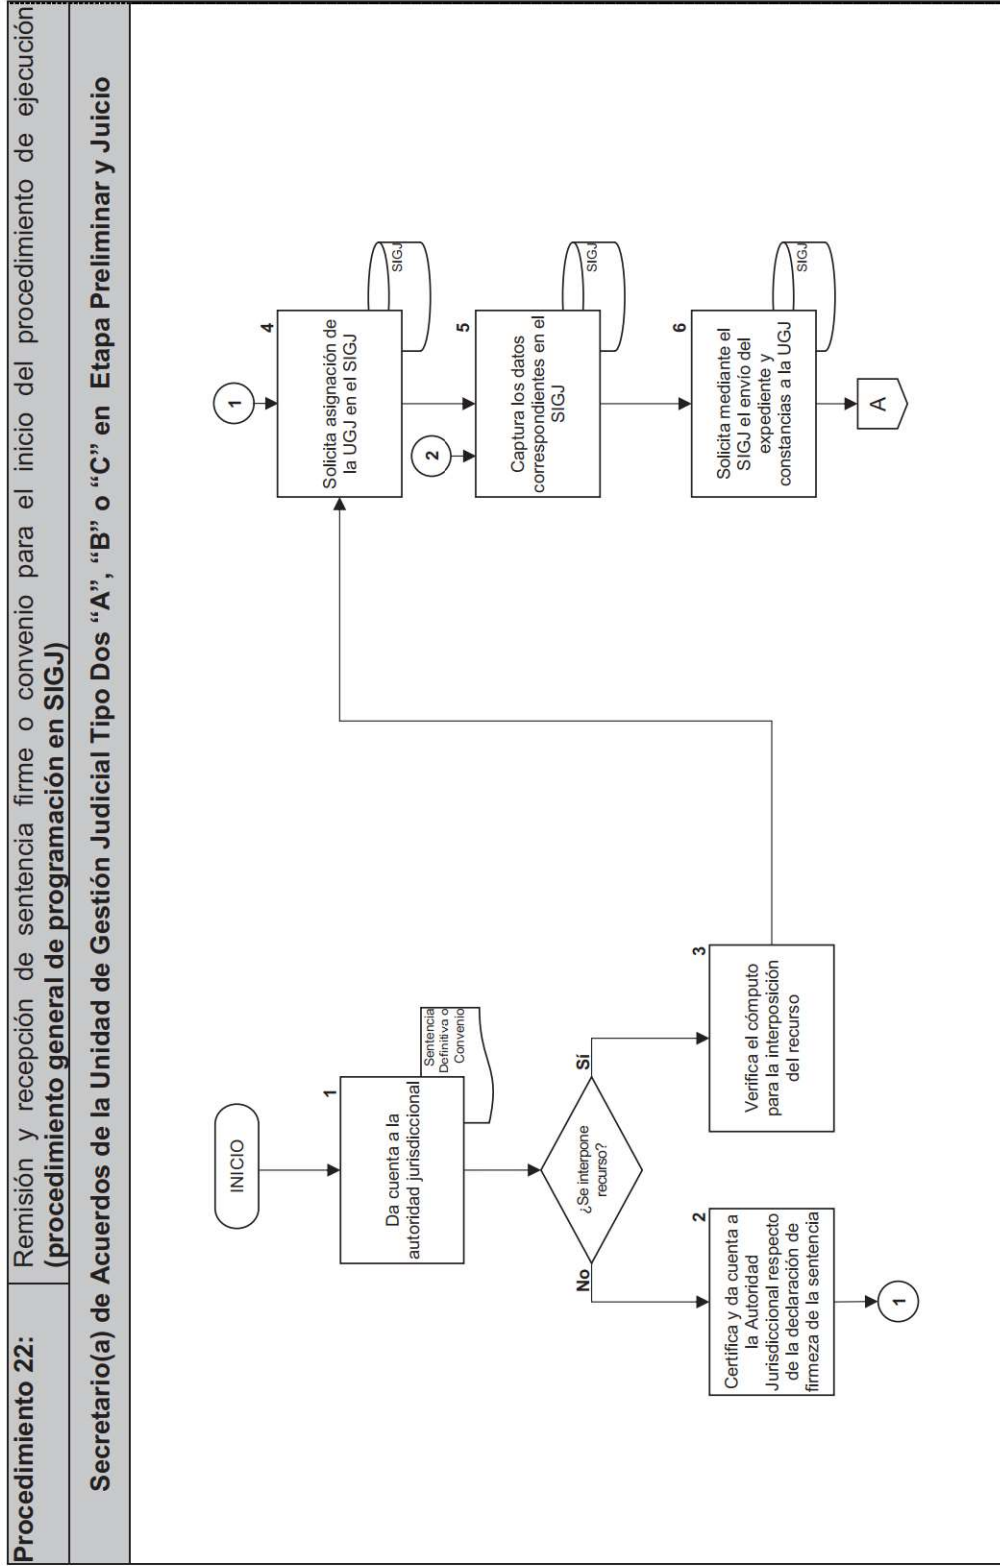 Procedimiento 22:
Remisión y recepción de sentencia firme o convenio para el inicio del procedimiento de ejecución
(procedimiento general de programación en SIGJ)
Secretario(a) de Acuerdos de la Unidad de Gestión Judicial Tipo Dos “A”, “B” o “C” en Etapa Preliminar y Juicio
INICIO
1
Da cuenta a la
autoridad jurisdiccional
Sentencia
Definitiva o
Convenio
¿Se interpone
recurso?
No
Sí
2
Certifica y da cuenta a
la Autoridad
Jurisdiccional respecto
de la declaración de
firmeza de la sentencia
1
3
Verifica el cómputo
para la interposición
del recurso
1
4
Solicita asignación de
la UGJ en el SIGJ
SIGJ
2
5
Captura los datos
correspondientes en el
SIGJ
SIGJ
6
Solicita mediante el
SIGJ el envío del
expediente y
constancias a la UGJ
SIGJ
A